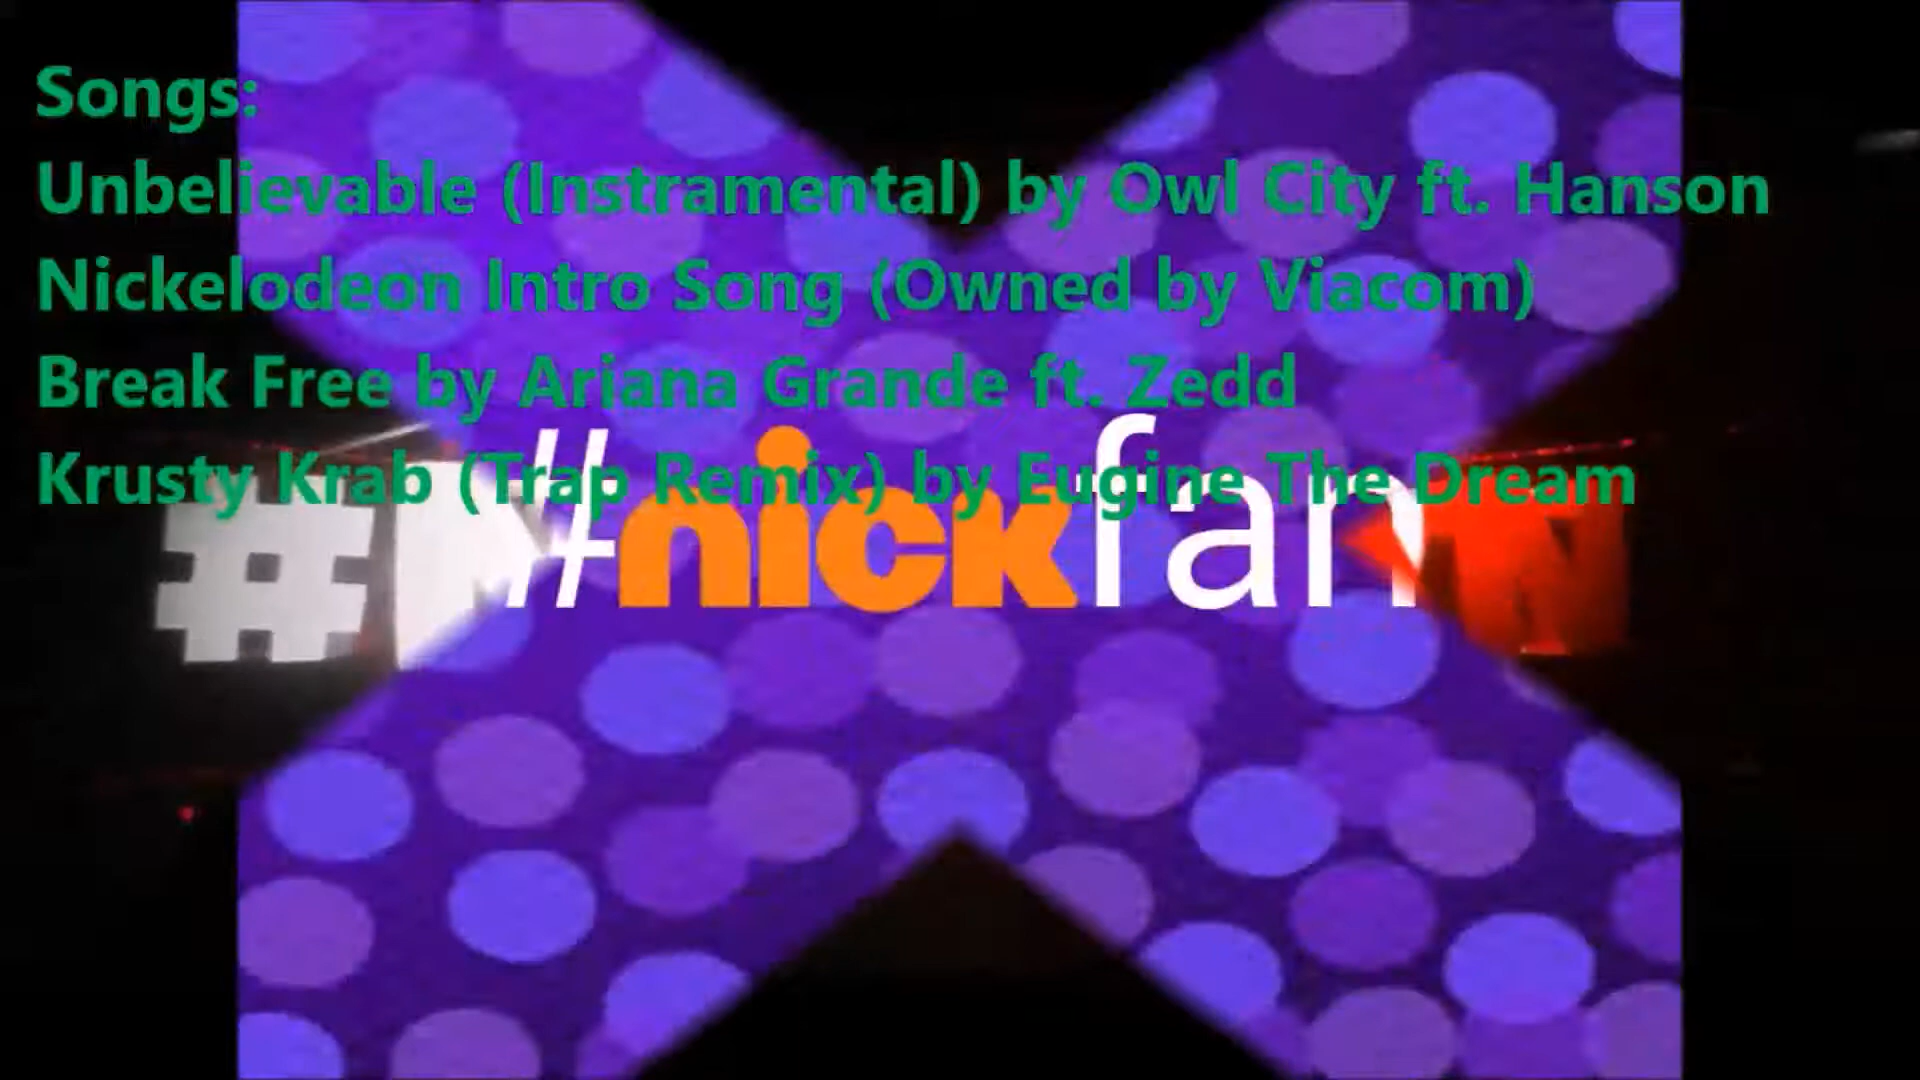 Songs:
Unbelievable (Instramental) by Owl City ft. Hanson
Nickelodeon Intro Song (Owned by Viacom)
Break Free by Ariana Grande ft. Zedd
Krusty Krab (Trap Remix) by Eugine The Dream
#nickfan